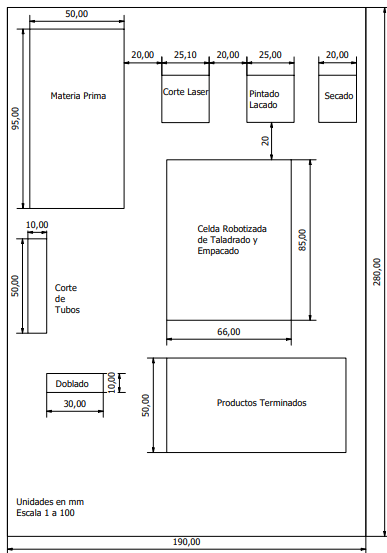 50,00
20,00
25,10
20,00
25,00
20,00
Materia Prima
Corte Laser
Pintado
Lacado
Secado
95,00
20
10,00
Celda Robotizada
de Taladrado y
Empacado
85,00
280,00
50,00
Corte
de
Tubos
66,00
Doblado
10,00
30,00
50,00
Productos Terminados
Unidades en mm
Escala 1 a 100
190,00